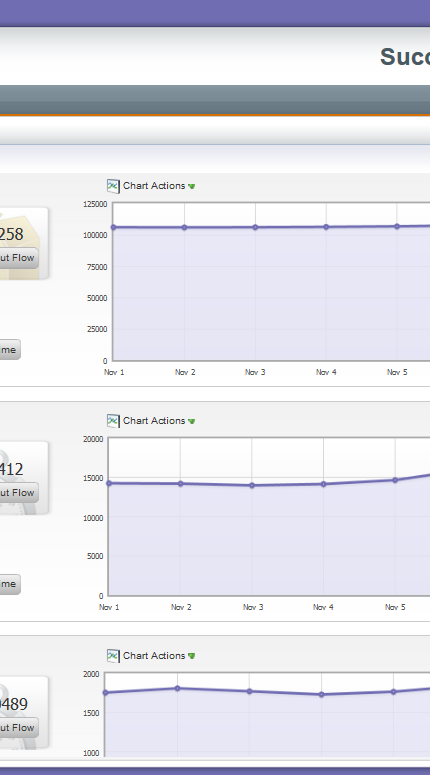 Succ
Chart Actions
258
ut Flow
me
125000
100000
75000
50000
25000
0
Nov 1 Nov 2 Nov 3 Nov 4 Nov 5
Chart Actions
412
ut Flow
me
20000
15000
10000
5000
0
Nov 1 Nov 2 Nov 3 Nov 4 Nov 5
Chart Actions
489
ut Flow
2000
1500
1000